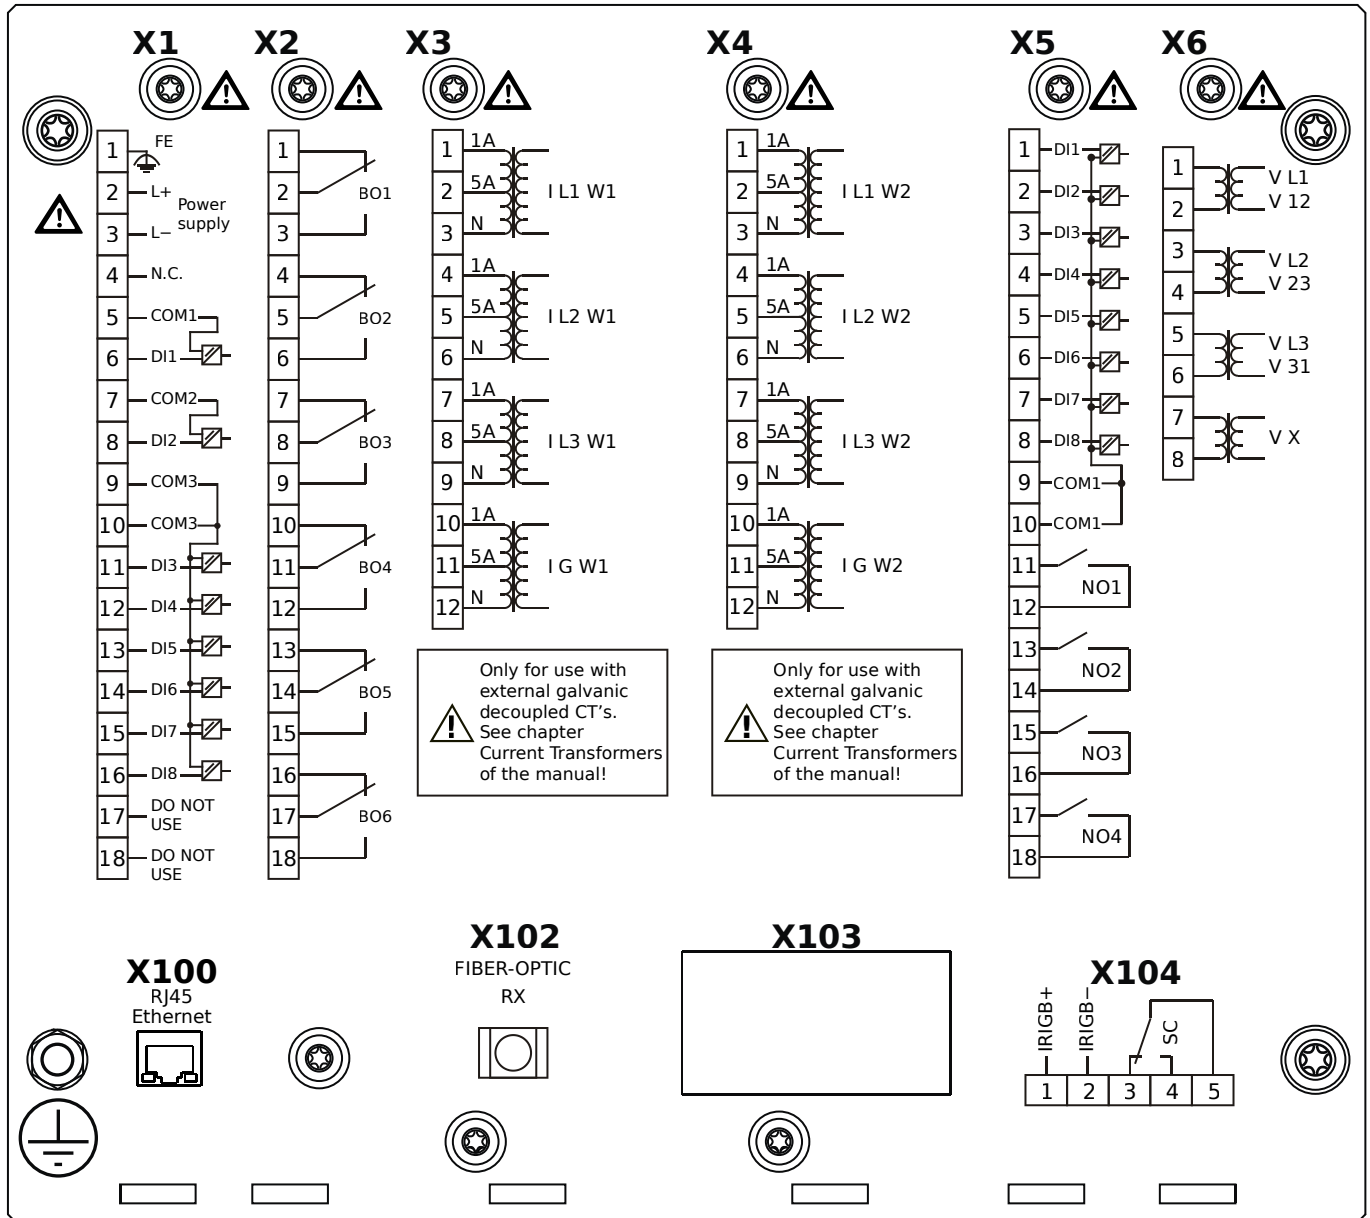 X1 X2 X3 X4 X5 X6
1 FE
2 L+ Power
3 L− supply
4 N.C.
5 COM1
6 DI1
7 COM2
8 DI2
9 COM3
10 COM3
11 DI3
12 DI4
13 DI5
14 DI6
15 DI7
16 DI8
17 DO NOT
USE
18 DO NOT
USE
1
2 BO1
3
4
5 BO2
6
7
8 BO3
9
10
11 BO4
12
13
14 BO5
15
16
17 BO6
18
1 1A
2 5A I L1 W1
3 N
4 1A
5 5A I L2 W1
6 N
7 1A
8 5A I L3 W1
9 N
10 1A
11 5A I G W1
12 N
Only for use with
external galvanic
decoupled CT's.
See chapter
Current Transformers
of the manual!
1 1A
2 5A I L1 W2
3 N
4 1A
5 5A I L2 W2
6 N
7 1A
8 5A I L3 W2
9 N
10 1A
11 5A I G W2
12 N
Only for use with
external galvanic
decoupled CT's.
See chapter
Current Transformers
of the manual!
1 DI1
2 DI2
3 DI3
4 DI4
5 DI5
6 DI6
7 DI7
8 DI8
9 COM1
10 COM1
11
NO1
12
13
NO2
14
15
NO3
16
17
NO4
18
1 V L1
2 V 12
3 V L2
4 V 23
5 V L3
6 V 31
7
V X
8
X100
RJ45
Ethernet
X102
FIBER-OPTIC
RX
X103
X104
IRIGB+
IRIGB−
SC
1 2 3 4 5